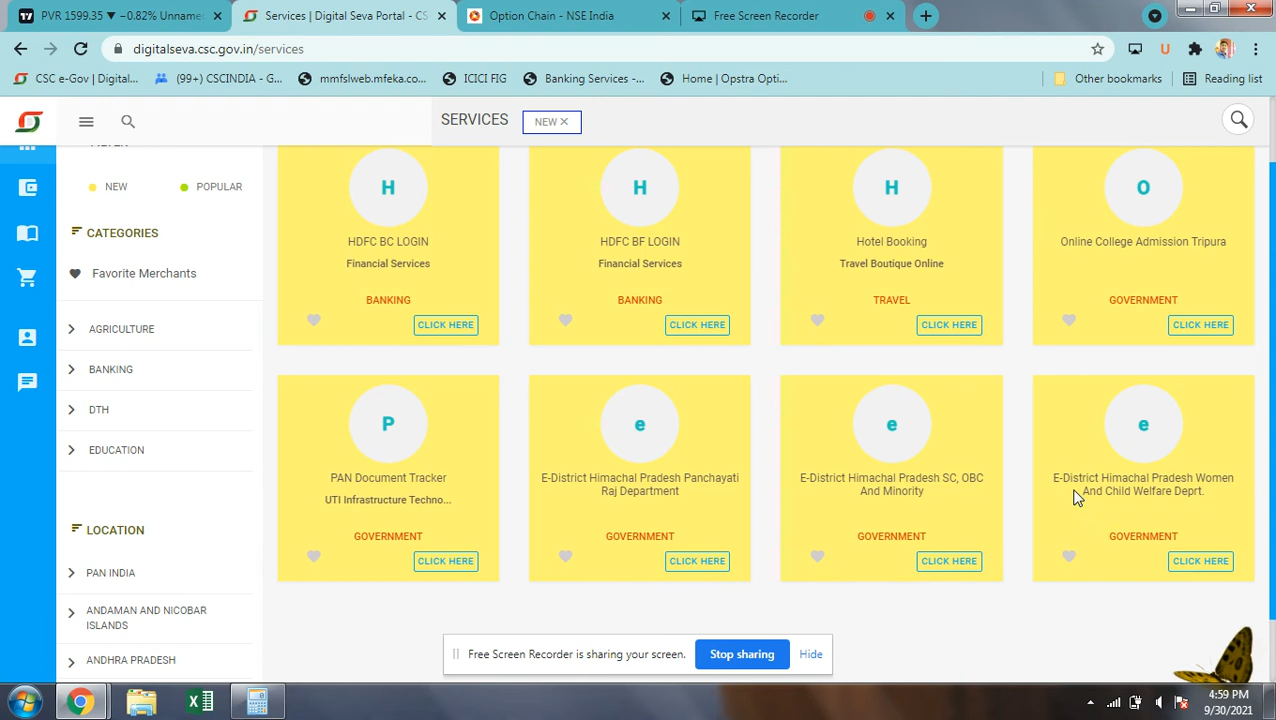 PVR 1599.35 ▼ −0.82% Unname
Services | Digital Seva Portal - CS
Option Chain - NSE India
Free Screen Recorder
digitalseva.csc.gov.in/services
CSC e-Gov | Digital...
(99+) CSCINDIA - G...
mmfslweb.mfeka.co...
ICICI FIG
Banking Services -...
Home | Opstra Opti...
Other bookmarks
Reading list
SERVICES
NEW ✕
FILTER
NEW
POPULAR
CATEGORIES
Favorite Merchants
AGRICULTURE
BANKING
DTH
EDUCATION
LOCATION
PAN INDIA
ANDAMAN AND NICOBAR
ISLANDS
ANDHRA PRADESH
H
HDFC BC LOGIN
Financial Services
BANKING
CLICK HERE
H
HDFC BF LOGIN
Financial Services
BANKING
CLICK HERE
H
Hotel Booking
Travel Boutique Online
TRAVEL
CLICK HERE
O
Online College Admission Tripura
GOVERNMENT
CLICK HERE
P
PAN Document Tracker
UTI Infrastructure Techno...
GOVERNMENT
CLICK HERE
e
E-District Himachal Pradesh Panchayati
Raj Department
GOVERNMENT
CLICK HERE
e
E-District Himachal Pradesh SC, OBC
And Minority
GOVERNMENT
CLICK HERE
e
E-District Himachal Pradesh Women
And Child Welfare Deprt.
GOVERNMENT
CLICK HERE
Free Screen Recorder is sharing your screen.
Stop sharing
Hide
4:59 PM
9/30/2021